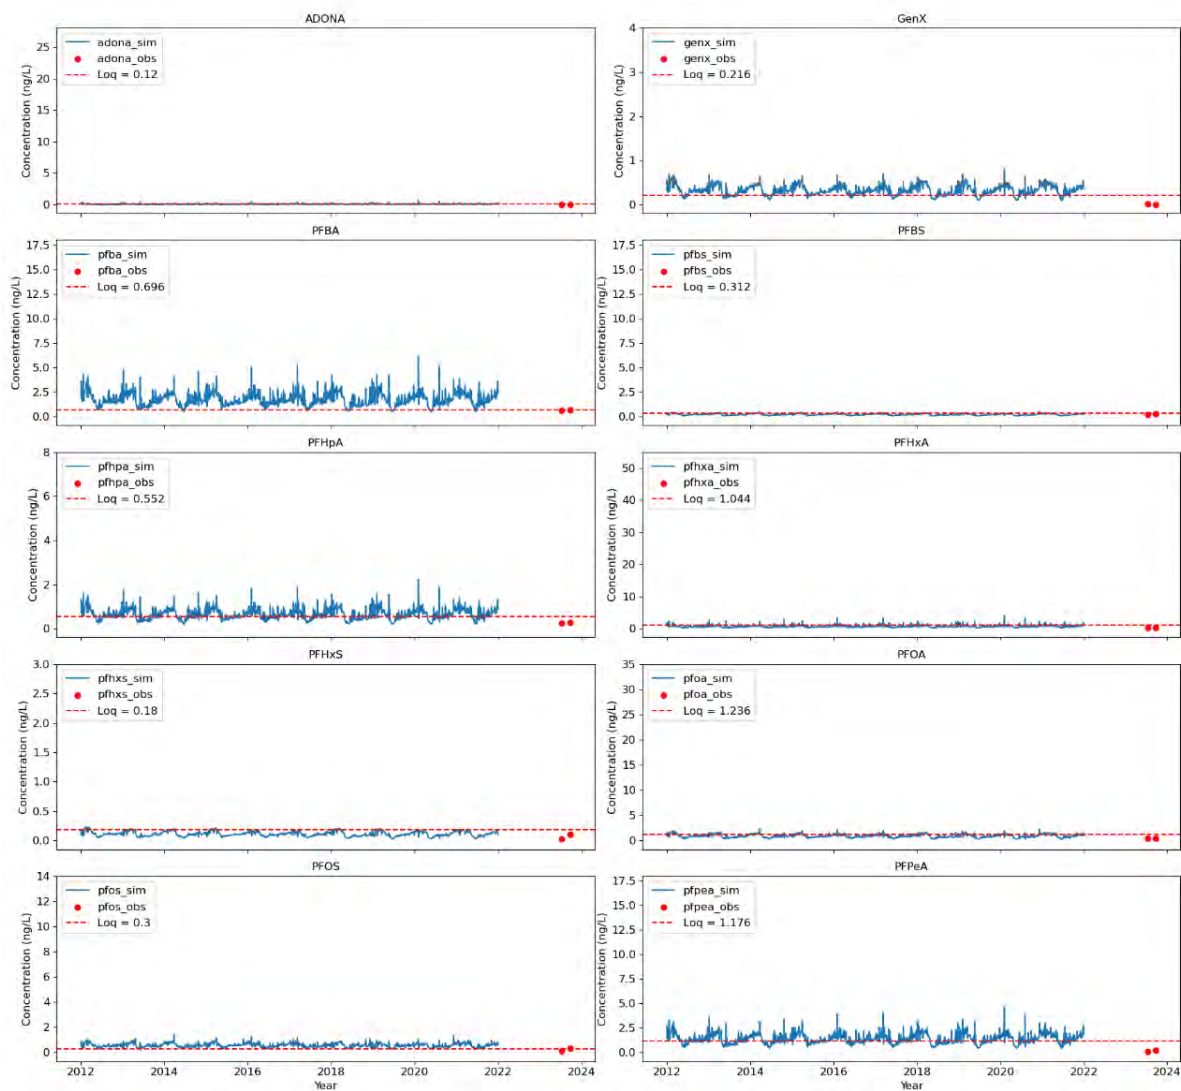 ADONA
adona_sim
adona_obs
Loq = 0.12
Concentration (ng/L)
25
20
15
10
5
0
GenX
genx_sim
genx_obs
Loq = 0.216
Concentration (ng/L)
4
3
2
1
0
PFBA
pfba_sim
pfba_obs
Loq = 0.696
Concentration (ng/L)
17.5
15.0
12.5
10.0
7.5
5.0
2.5
0.0
PFBS
pfbs_sim
pfbs_obs
Loq = 0.312
Concentration (ng/L)
17.5
15.0
12.5
10.0
7.5
5.0
2.5
0.0
PFHpA
pfhpa_sim
pfhpa_obs
Loq = 0.552
Concentration (ng/L)
8
6
4
2
0
PFHxA
pfhxa_sim
pfhxa_obs
Loq = 1.044
Concentration (ng/L)
50
40
30
20
10
0
PFHxS
pfhxs_sim
pfhxs_obs
Loq = 0.18
Concentration (ng/L)
3.0
2.5
2.0
1.5
1.0
0.5
0.0
PFOA
pfoa_sim
pfoa_obs
Loq = 1.236
Concentration (ng/L)
35
30
25
20
15
10
5
0
PFOS
pfos_sim
pfos_obs
Loq = 0.3
Concentration (ng/L)
14
12
10
8
6
4
2
0
2012 2014 2016 2018 2020 2022 2024
Year
PFPeA
pfpea_sim
pfpea_obs
Loq = 1.176
Concentration (ng/L)
17.5
15.0
12.5
10.0
7.5
5.0
2.5
0.0
2012 2014 2016 2018 2020 2022 2024
Year